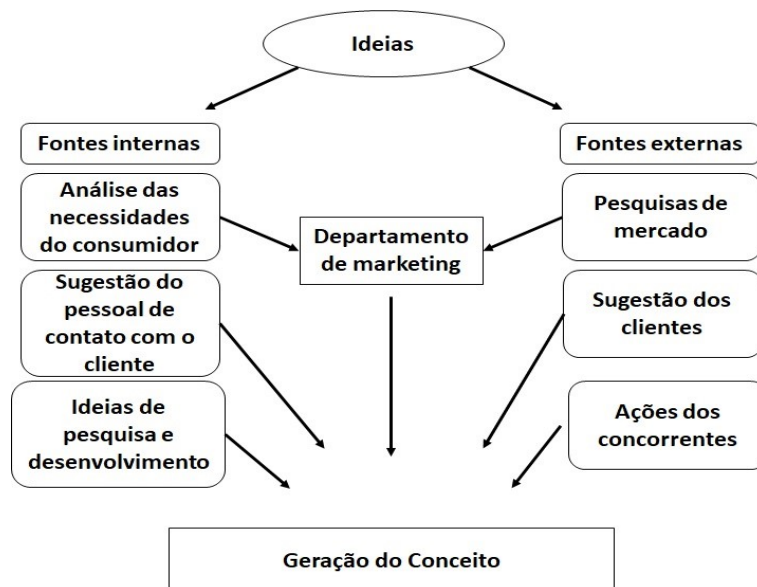 Ideias
Fontes internas
Fontes externas
Análise das
necessidades
do consumidor
Pesquisas de
mercado
Departamento
de marketing
Sugestão do
pessoal de
contato com o
cliente
Sugestão dos
clientes
Ideias de
pesquisa e
desenvolvimento
Ações dos
concorrentes
Geração do Conceito